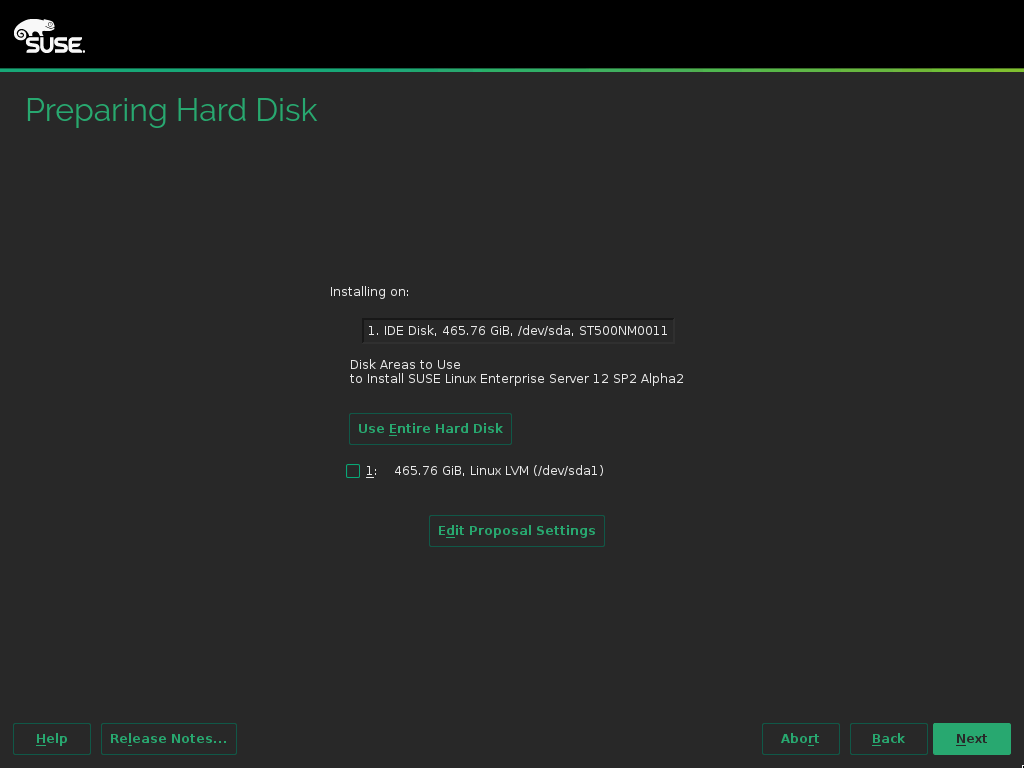 SUSE.
Preparing Hard Disk
Installing on:
1. IDE Disk, 465.76 GiB, /dev/sda, ST500NM0011
Disk Areas to Use
to Install SUSE Linux Enterprise Server 12 SP2 Alpha2
Use Entire Hard Disk
1: 465.76 GiB, Linux LVM (/dev/sda1)
Edit Proposal Settings
Help Release Notes... Abort Back Next